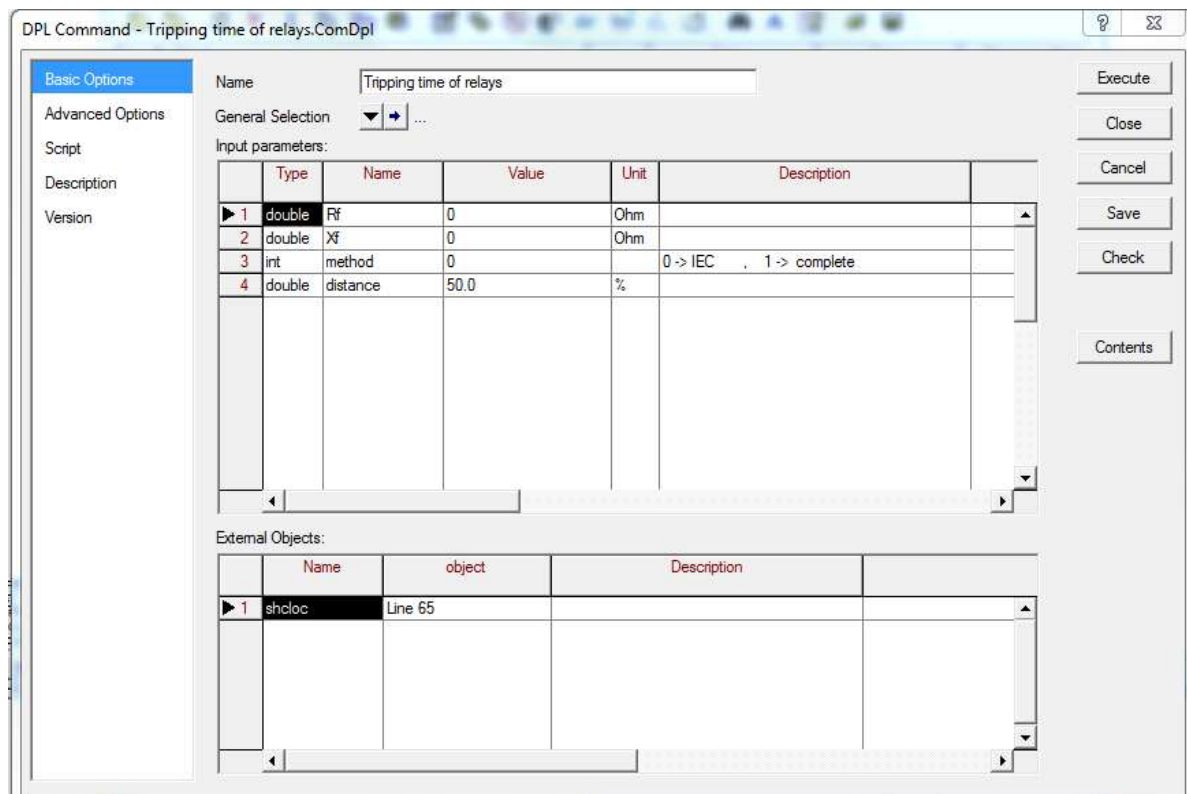 DPL Command - Tripping time of relays.ComDpl
Basic Options
Advanced Options
Script
Description
Version
Name Tripping time of relays
General Selection ...
Input parameters:
Type Name Value Unit Description
1 double Rf 0 Ohm
2 double Xf 0 Ohm
3 int method 0 0 -> IEC , 1 -> complete
4 double distance 50.0 %
External Objects:
Name object Description
1 shcloc Line 65
Execute
Close
Cancel
Save
Check
Contents